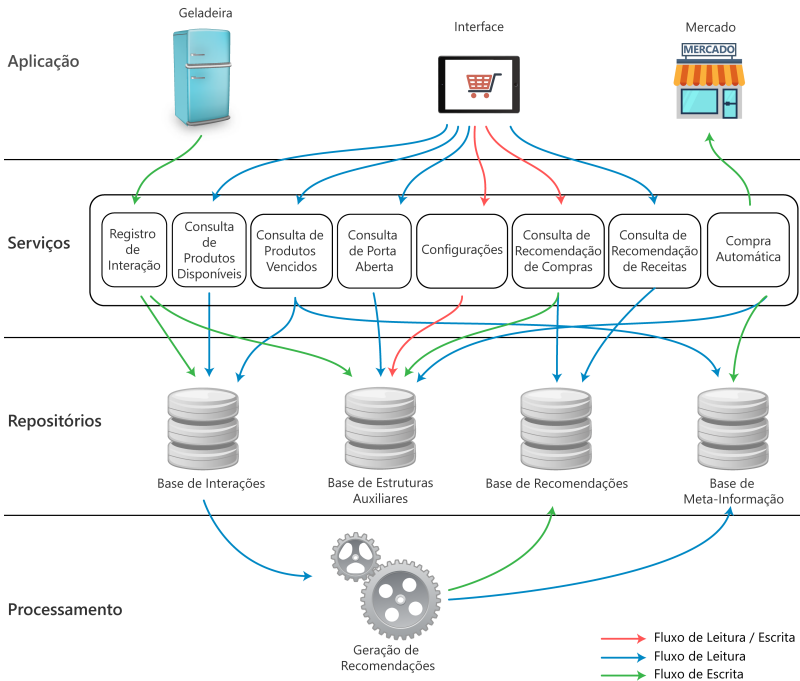 Geladeira
Interface
Mercado
Aplicação
MERCADO
Serviços
Registro
de
Interação
Consulta
de
Produtos
Disponíveis
Consulta de
Produtos
Vencidos
Consulta
de Porta
Aberta
Configurações
Consulta de
Recomendação
de Compras
Consulta de
Recomendação
de Receitas
Compra
Automática
Repositórios
Base de Interações
Base de Estruturas
Auxiliares
Base de Recomendações
Base de
Meta-Informação
Processamento
Geração de
Recomendações
Fluxo de Leitura / Escrita
Fluxo de Leitura
Fluxo de Escrita